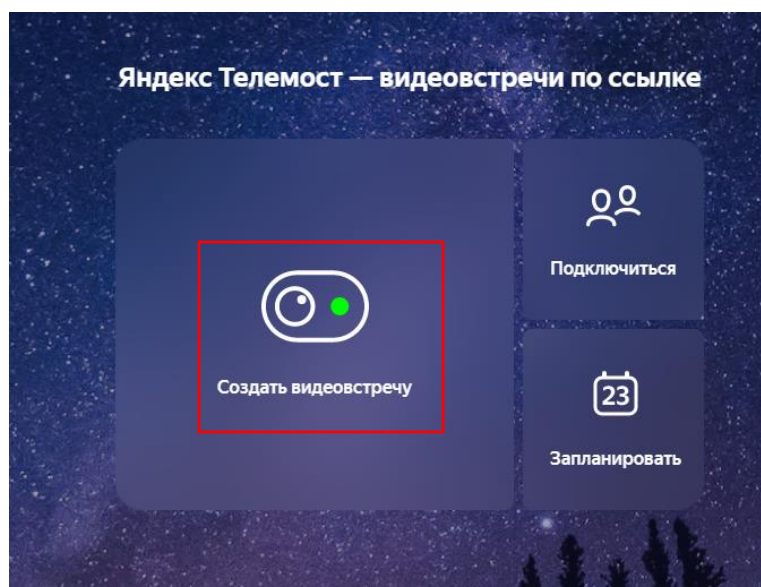 Яндекс Телемост — видеовстречи по ссылке
Создать видеовстречу
Подключиться
23
Запланировать